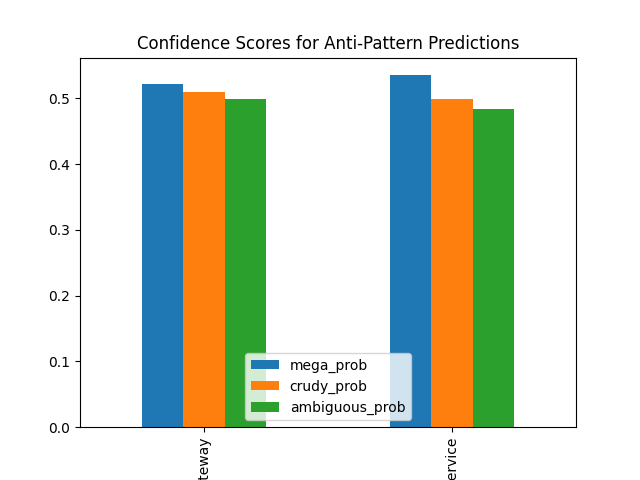 Confidence Scores for Anti-Pattern Predictions
0.5
0.4
0.3
0.2
0.1
0.0
mega_prob
crudy_prob
ambiguous_prob
teway
ervice